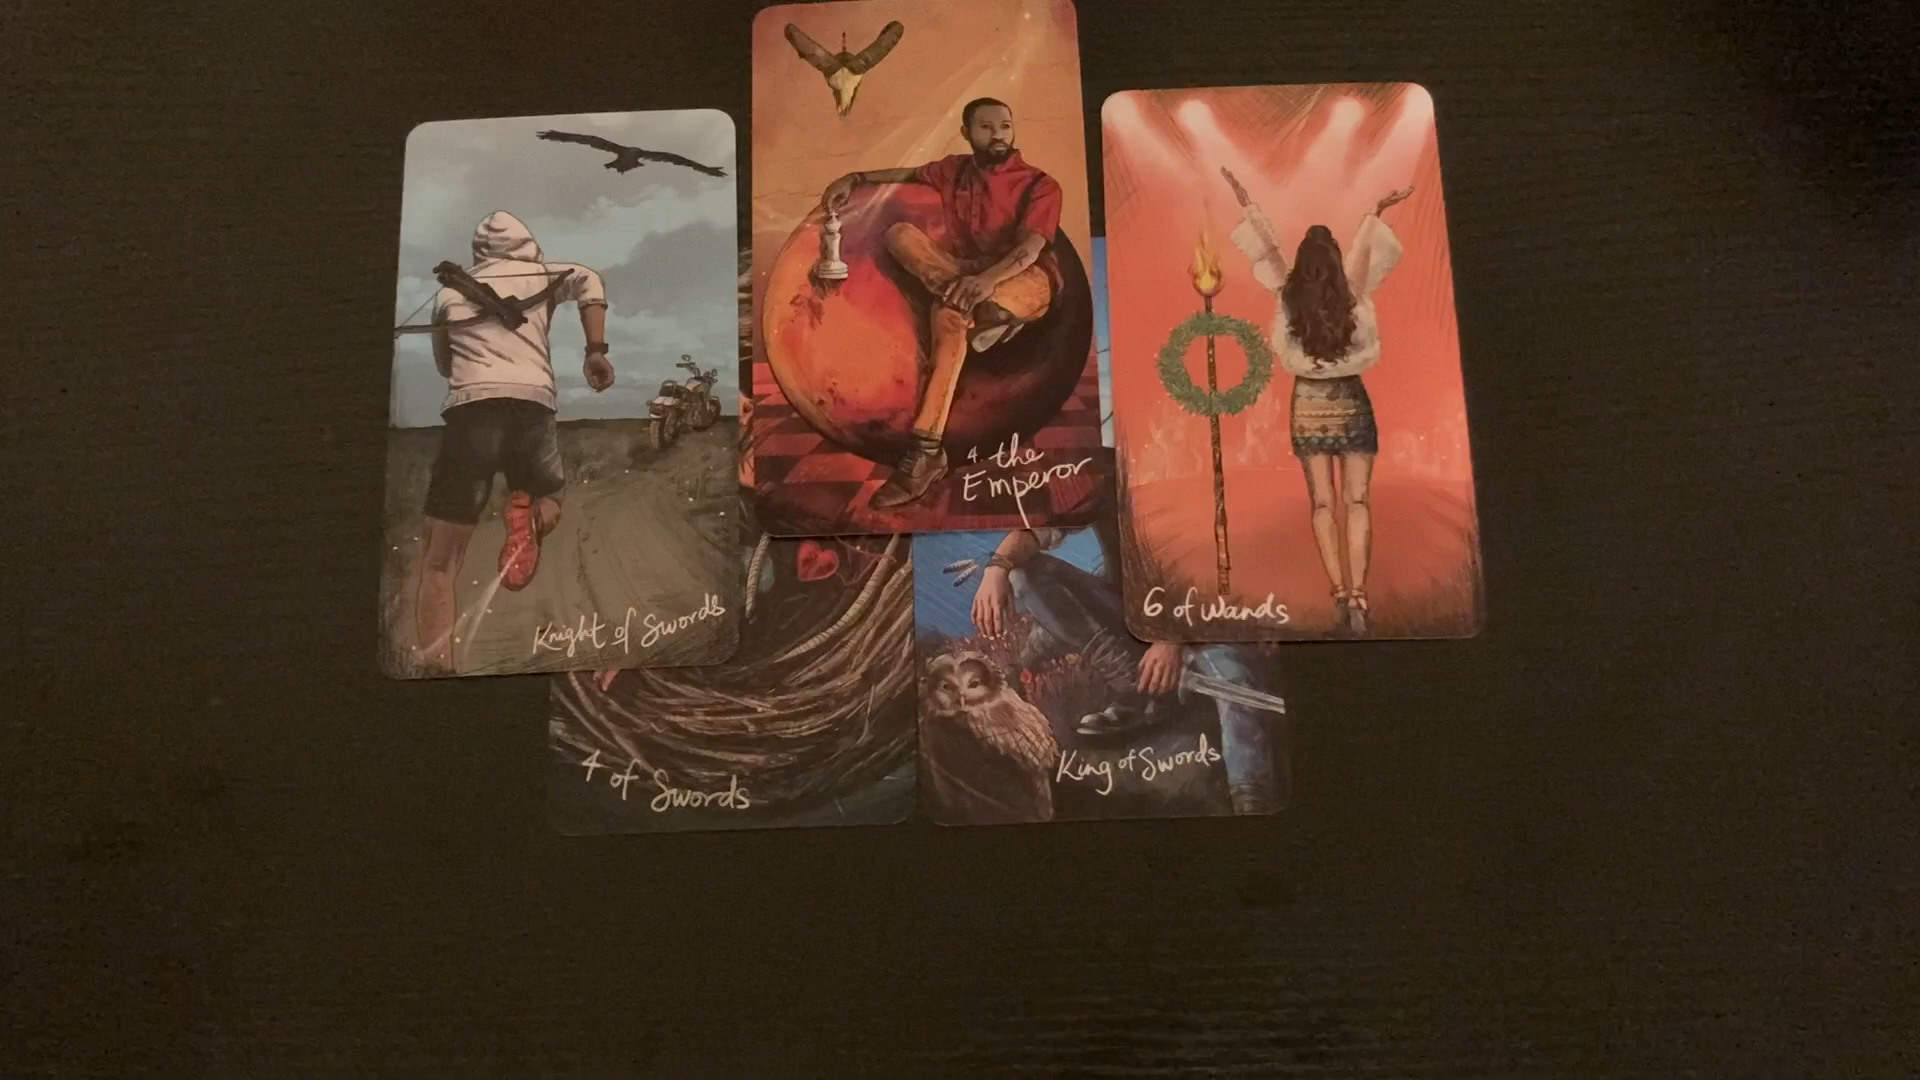 4. the
Emperor
Knight of Swords
6 of Wands
4 of Swords
King of Swords